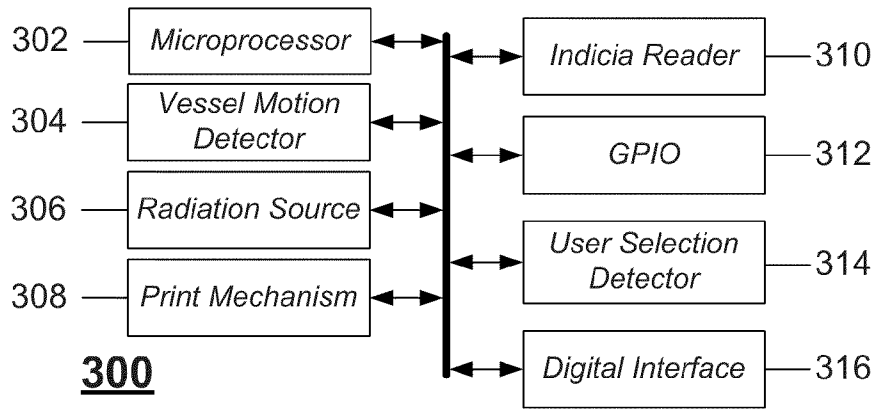 302
Microprocessor
304
Vessel Motion
Detector
306
Radiation Source
308
Print Mechanism
300
Indicia Reader
310
GPIO
312
User Selection
Detector
314
Digital Interface
316